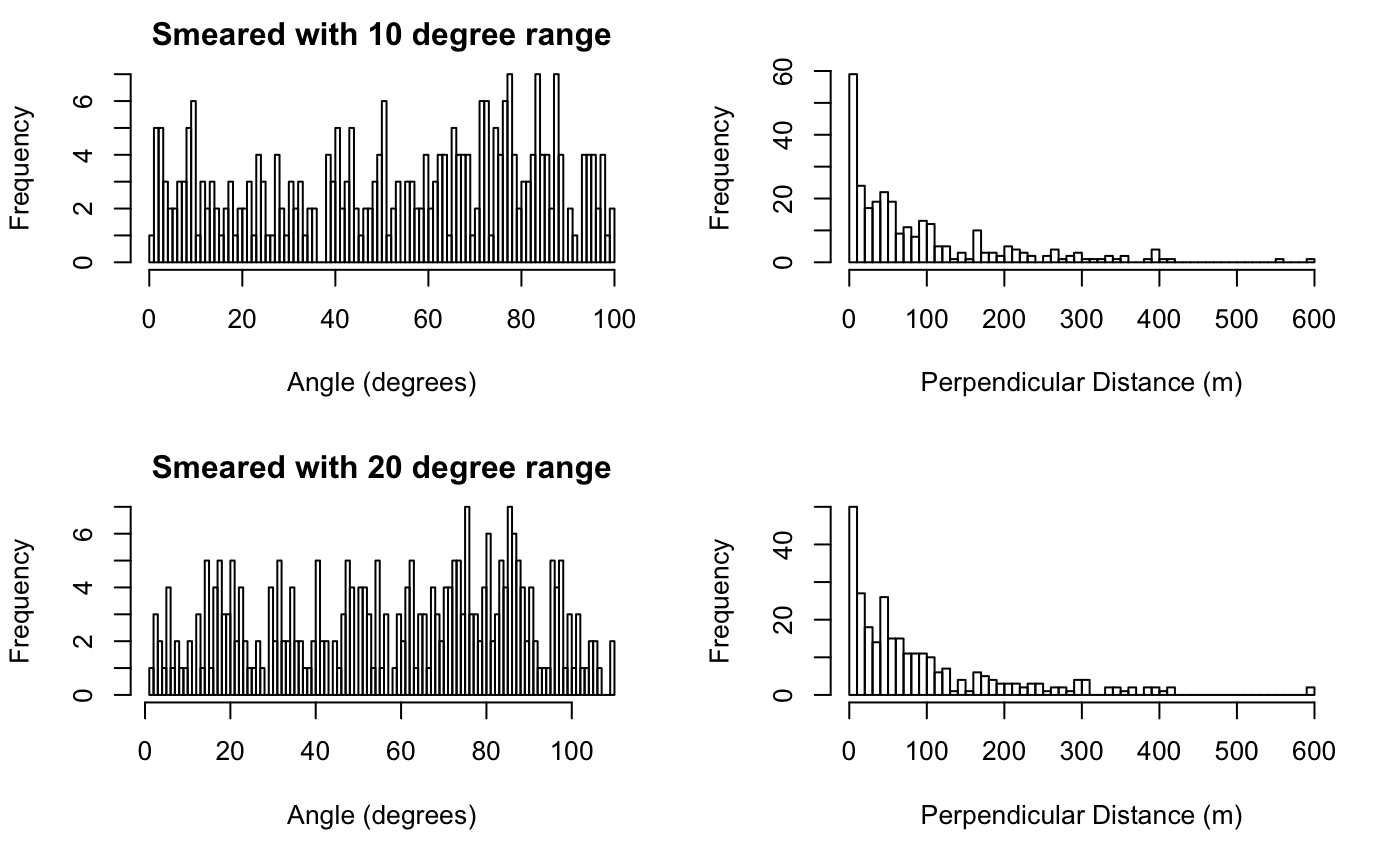 Smeared with 10 degree range
Frequency
0 2 4 6
0 20 40 60 80 100
Angle (degrees)
Frequency
0 20 40 60
0 100 200 300 400 500 600
Perpendicular Distance (m)
Smeared with 20 degree range
Frequency
0 2 4 6
0 20 40 60 80 100
Angle (degrees)
Frequency
0 20 40
0 100 200 300 400 500 600
Perpendicular Distance (m)